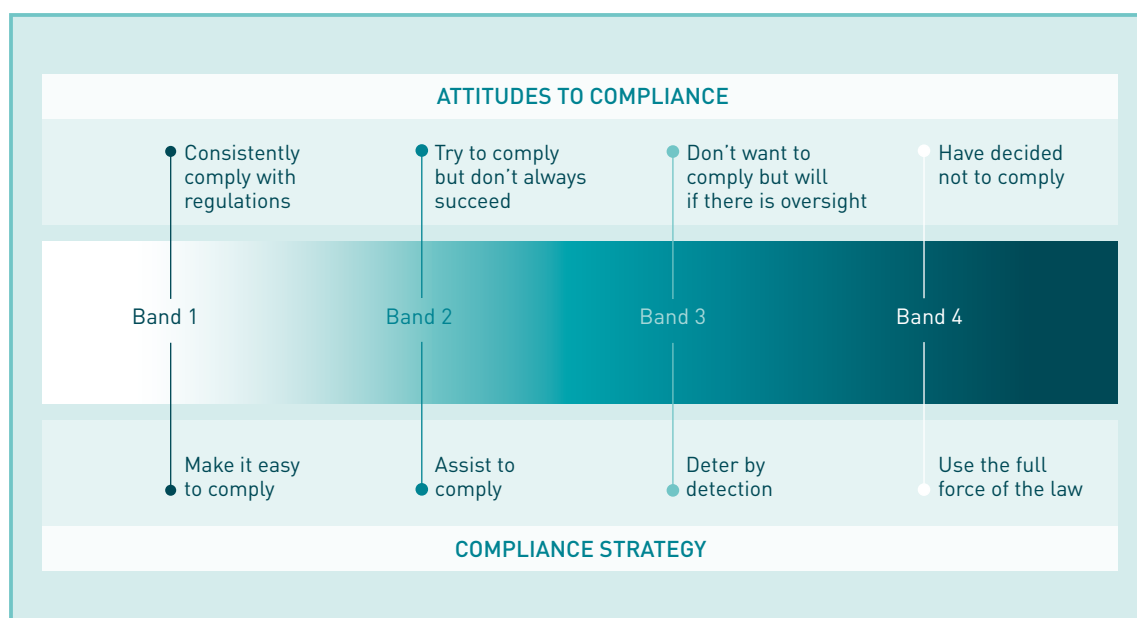 ATTITUDES TO COMPLIANCE
Consistently
comply with
regulations
Try to comply
but don’t always
succeed
Don’t want to
comply but will
if there is oversight
Have decided
not to comply
Band 1
Band 2
Band 3
Band 4
Make it easy
to comply
Assist to
comply
Deter by
detection
Use the full
force of the law
COMPLIANCE STRATEGY